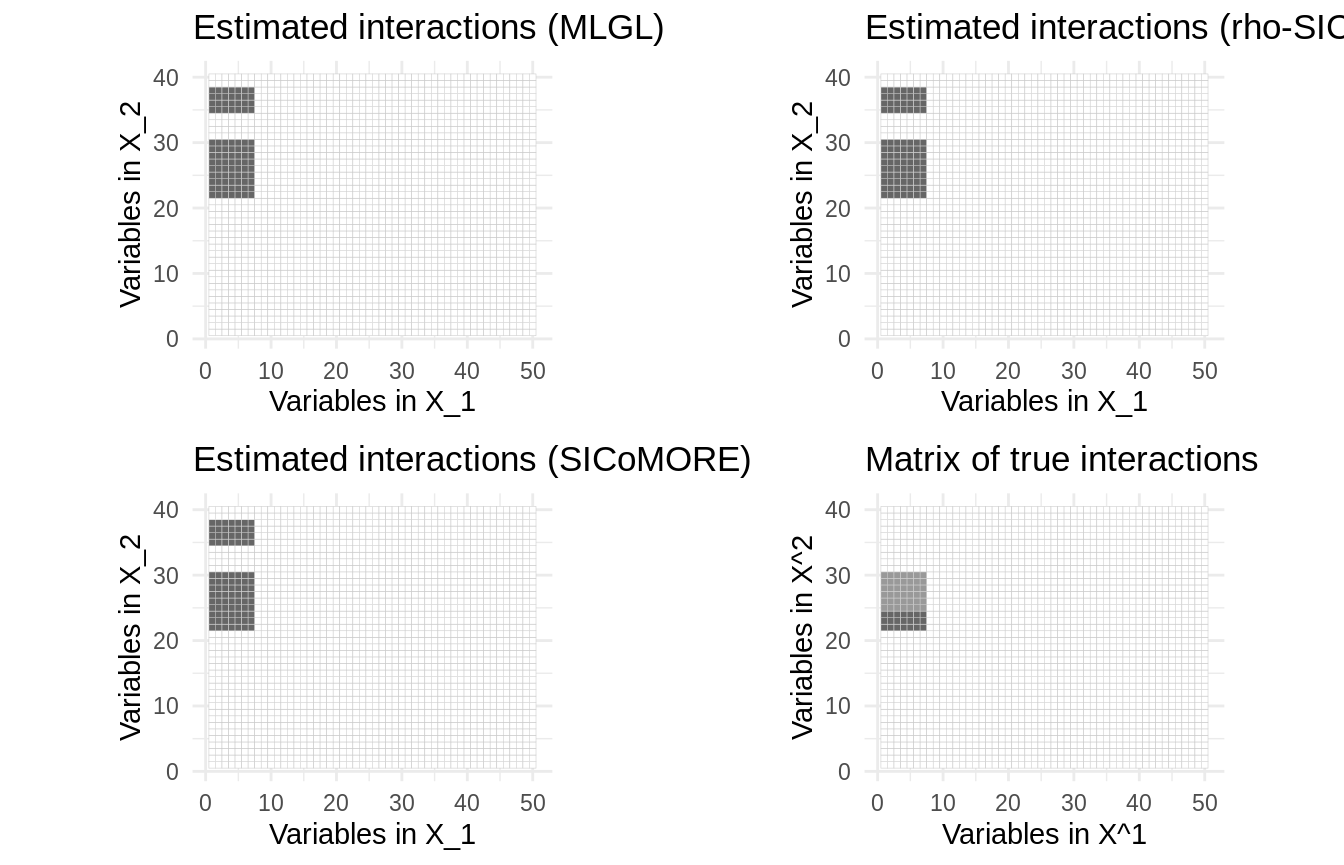 Estimated interactions (MLGL)
40
30
20
10
0
Variables in X_2
0 10 20 30 40 50
Variables in X_1
Estimated interactions (rho-SIC
40
30
20
10
0
Variables in X_2
0 10 20 30 40 50
Variables in X_1
Estimated interactions (SICoMORE)
40
30
20
10
0
Variables in X_2
0 10 20 30 40 50
Variables in X_1
Matrix of true interactions
40
30
20
10
0
Variables in X^2
0 10 20 30 40 50
Variables in X^1